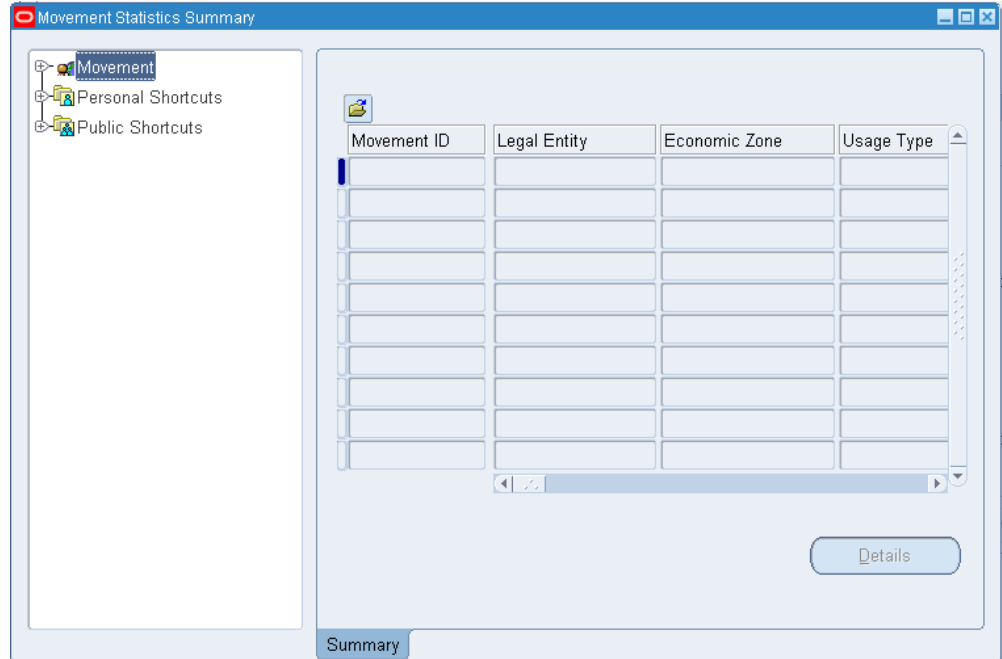 Movement Statistics Summary
Movement
Personal Shortcuts
Public Shortcuts
Movement ID Legal Entity Economic Zone Usage Type
Details
Summary